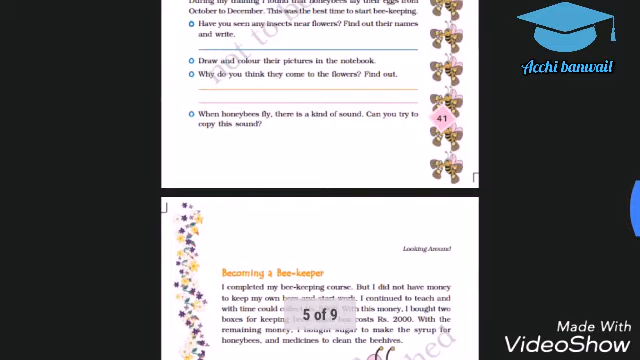 During my training I found that honeybees lay their eggs from
October to December. This was the best time to start bee-keeping.
Have you seen any insects near flowers? Find out their names
and write.
Draw and colour their pictures in the notebook.
Why do you think they come to the flowers? Find out.
When honeybees fly, there is a kind of sound. Can you try to
copy this sound?
not to be
41
Acchi banwail
Looking Around
Becoming a Bee-keeper
I completed my bee-keeping course. But I did not have money
to keep my own bees and start work. I continued to teach and
with time could With this money, I bought two
boxes for keeping box costs Rs. 2000. With the
remaining money, I bought sugar to make the syrup for
honeybees, and medicines to clean the beehives.
5 of 9
Made With
VideoShow